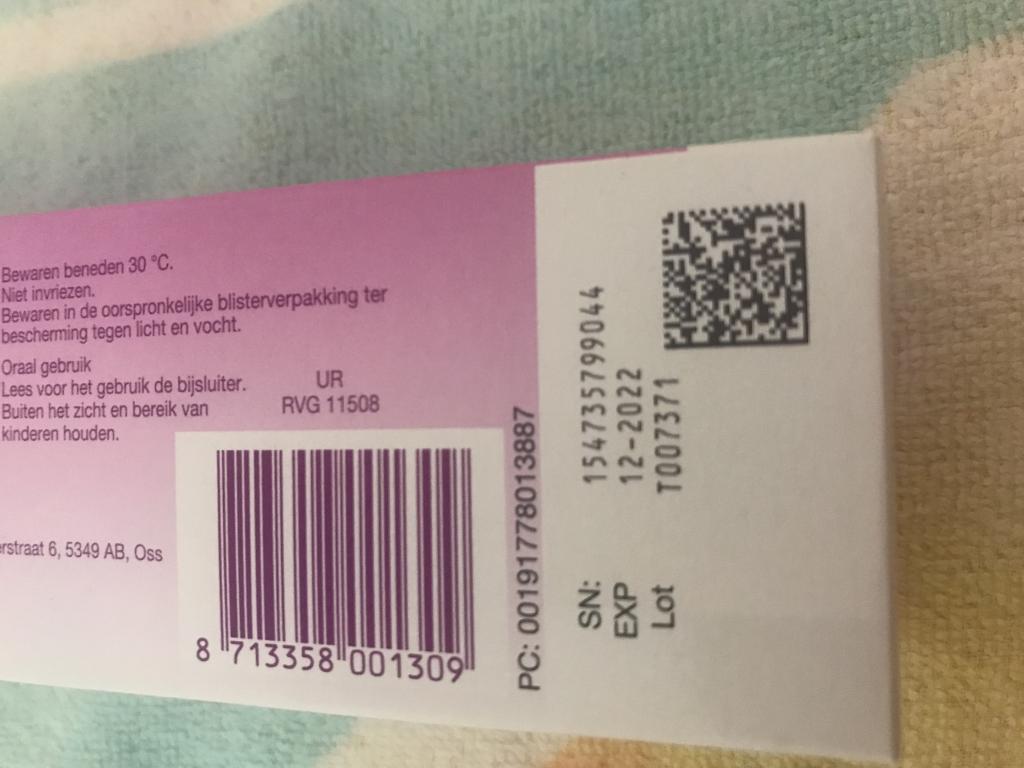 Bewaren beneden 30 °C.
Niet invriezen.
Bewaren in de oorspronkelijke blisterverpakking ter
bescherming tegen licht en vocht.
Oraal gebruik
Lees voor het gebruik de bijsluiter.
Buiten het zicht en bereik van
kinderen houden.
UR
RVG 11508
6, 5349 AB, Oss
8 713358 001309
PC: 00191778013887
SN: 154735799044
EXP 12-2022
Lot T007371